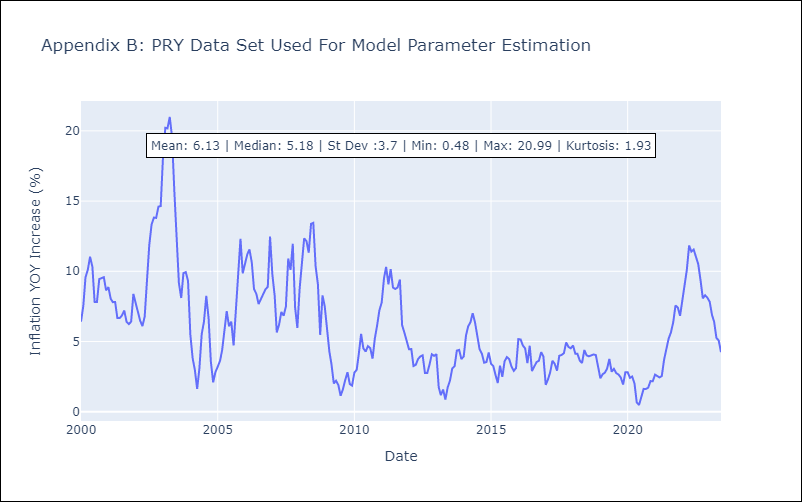 Appendix B: PRY Data Set Used For Model Parameter Estimation
Mean: 6.13 | Median: 5.18 | St Dev :3.7 | Min: 0.48 | Max: 20.99 | Kurtosis: 1.93
Inflation YOY Increase (%)
20
15
10
5
0
2000
2005
2010
2015
2020
Date